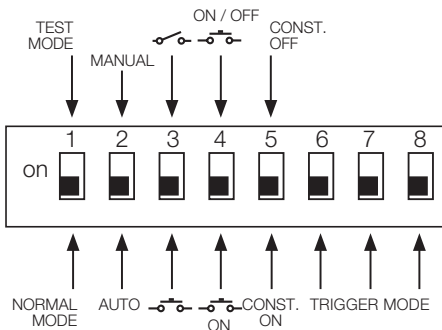 ON / OFF
TEST
MODE
CONST.
OFF
MANUAL
1 2 3 4 5 6 7 8
on
NORMAL
MODE
AUTO
ON
CONST.
ON
TRIGGER MODE